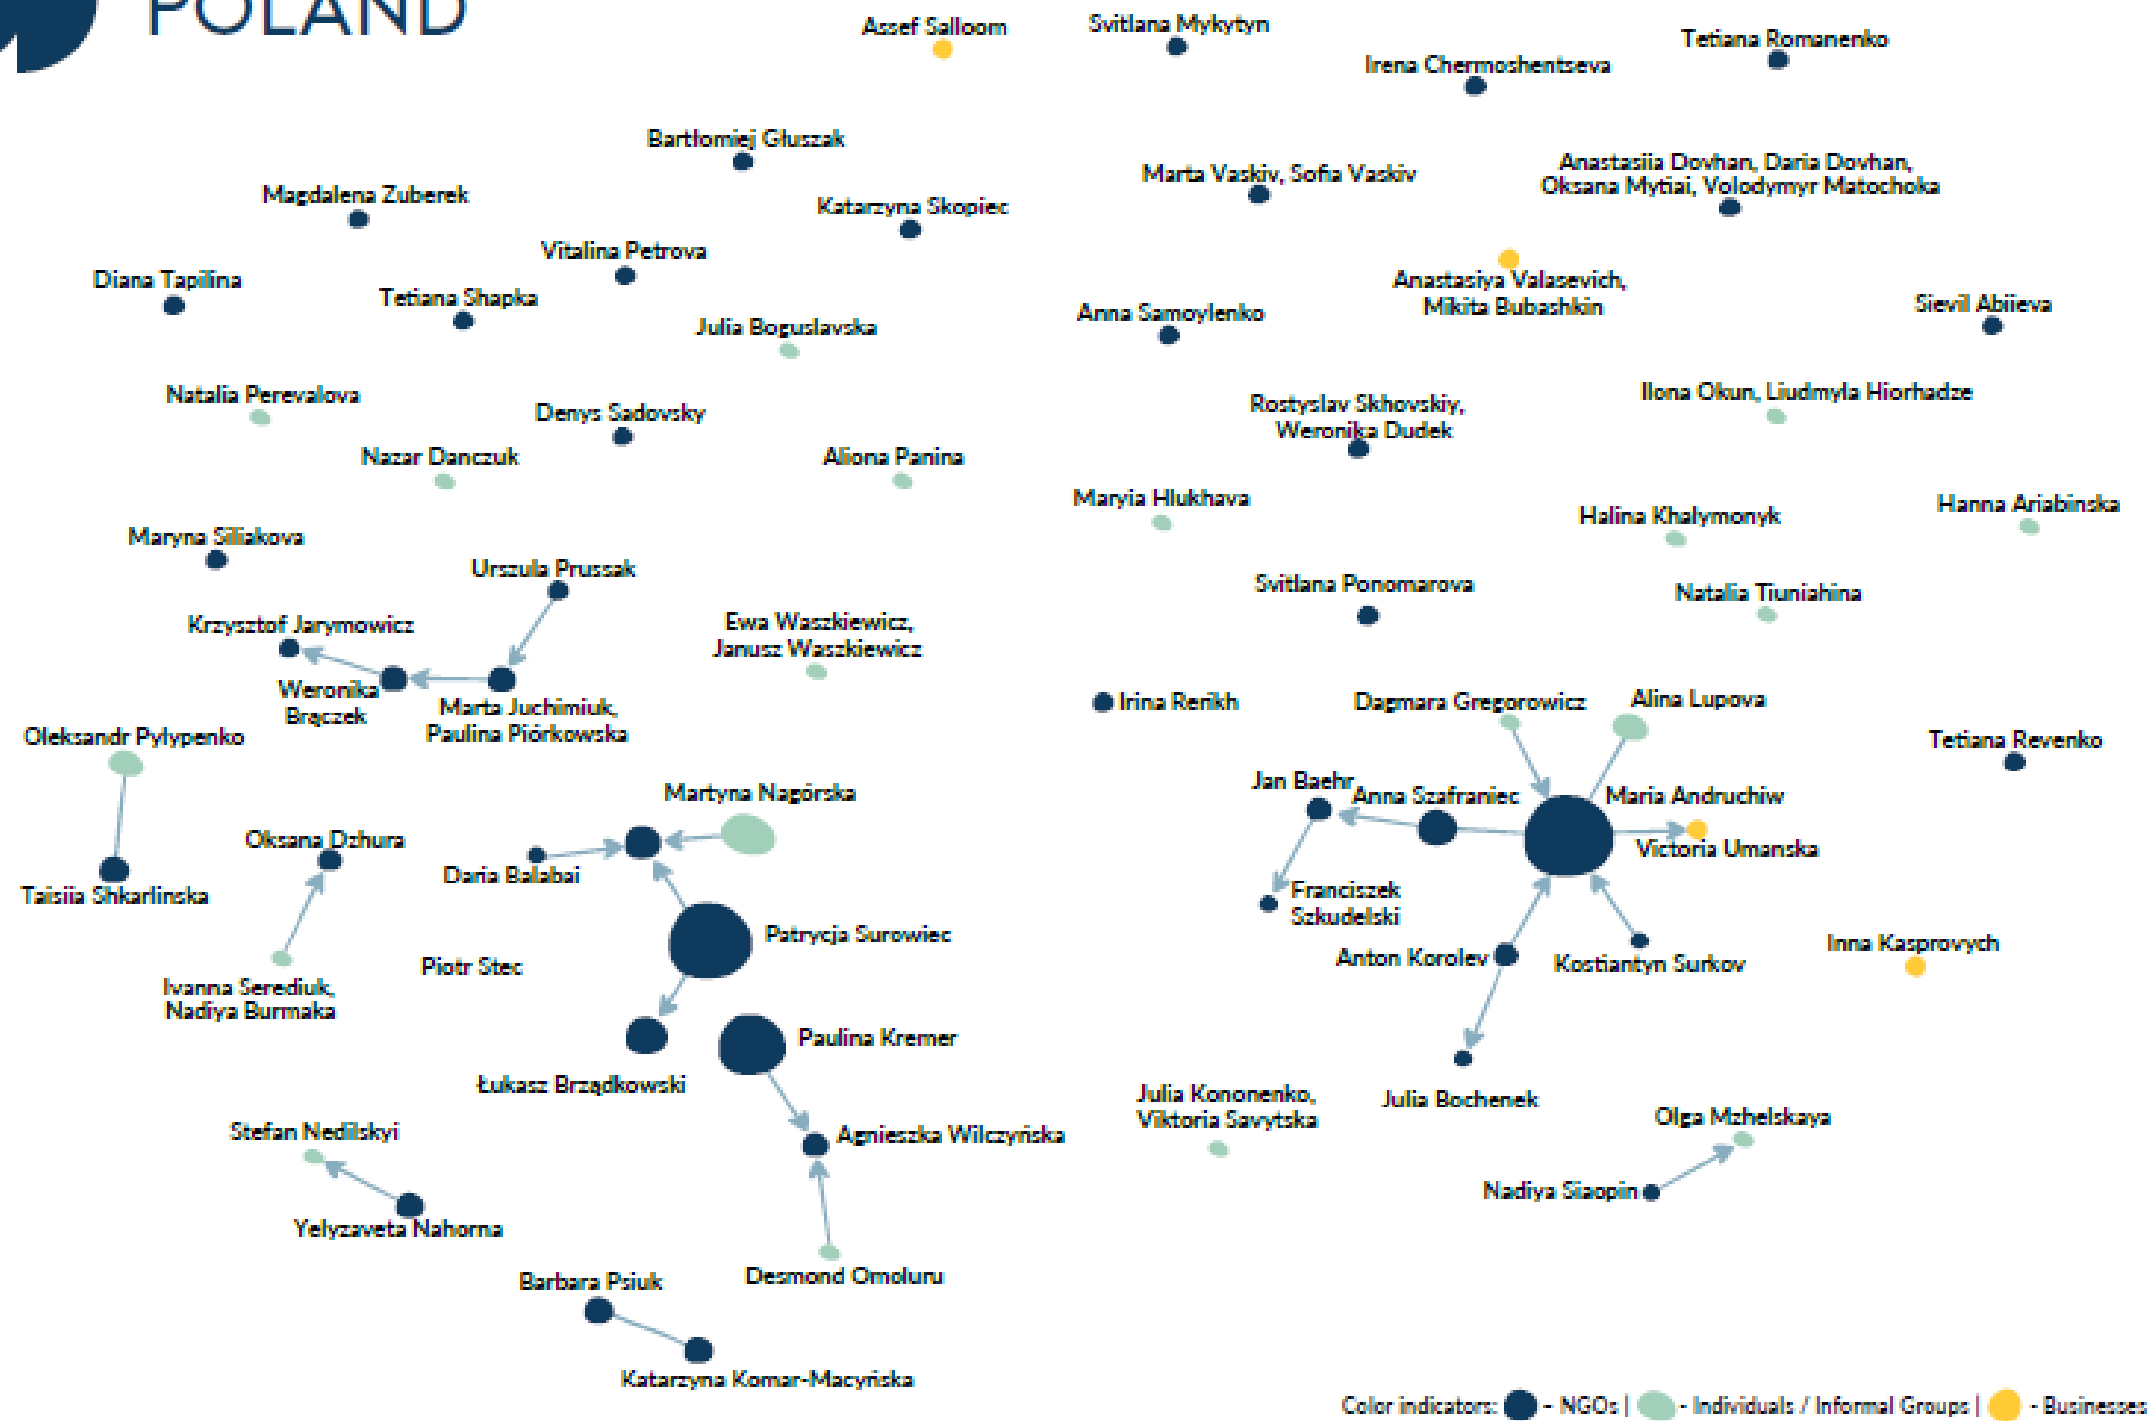 POLAND
Assef Salloom
Svitlana Mykytyn
Tetiana Romanenko
Irena Chermoshentseva
Bartłomiej Głuszak
Marta Vaskiv, Sofia Vaskiv
Anastasiia Dovhan, Daria Dovhan,
Oksana Mytiai, Volodymyr Matochoka
Magdalena Zuberek
Katarzyna Skopiec
Vitalina Petrova
Diana Tapilina
Tetiana Shapka
Anastasiya Valasevich,
Mikita Bubashkin
Anna Samoylenko
Sievil Abiieva
Julia Boguslavska
Natalia Perevalova
Denys Sadovsky
Rostyslav Skhovskiy,
Weronika Dudek
Ilona Okun, Liudmyla Hiorhadze
Nazar Danczuk
Aliona Panina
Maryia Hlukhava
Halina Khalymonyk
Hanna Ariabinska
Maryna Siliakova
Urszula Prussak
Svitlana Ponomarova
Natalia Tiuniahina
Krzysztof Jarymowicz
Ewa Waszkiewicz,
Janusz Waszkiewicz
Weronika
Brączek
Marta Juchimiuk,
Paulina Piórkowska
Irina Rerikh
Dagmara Gregorowicz
Alina Lupova
Oleksandr Pylypenko
Tetiana Revenko
Martyna Nagórska
Jan Baehr
Anna Szafraniec
Maria Andruchiw
Victoria Umanska
Oksana Dzhura
Daria Balabai
Taisiia Shkarlinska
Franciszek
Szkudelski
Patrycja Surowiec
Piotr Stec
Anton Korolev
Kostiantyn Surkov
Inna Kasprovych
Ivanna Serediuk,
Nadiya Burmaka
Paulina Kremer
Łukasz Brządkowski
Julia Kononenko,
Viktoria Savytska
Julia Bochenek
Olga Mzhelskaya
Stefan Nedilskyi
Agnieszka Wilczyńska
Nadiya Siaopin
Yelyzaveta Nahorna
Barbara Psiuk
Desmond Omoluru
Katarzyna Komar-Macyńska
Color indicators: - NGOs | - Individuals / Informal Groups | - Businesses